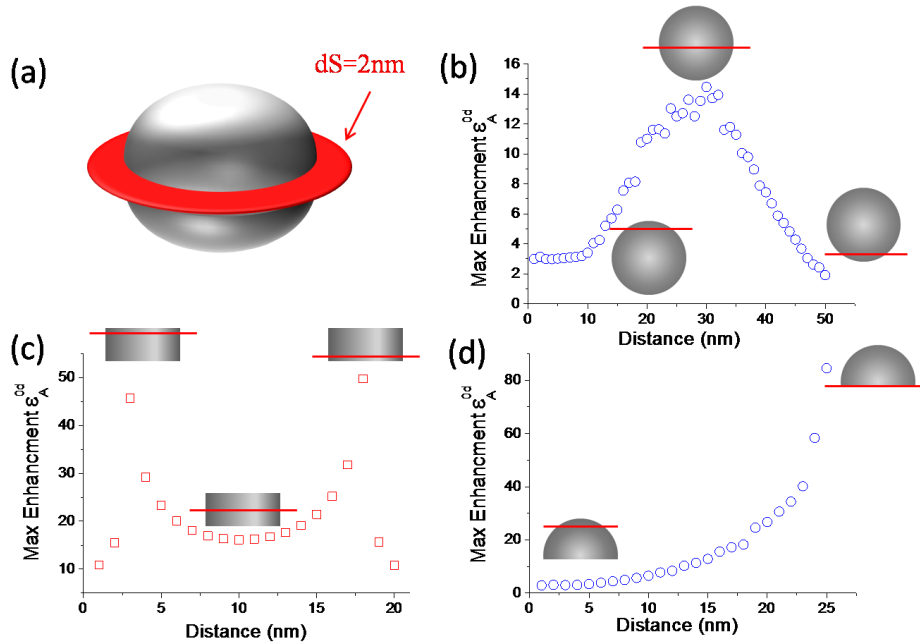 (a)
dS=2nm
(b)
Max Enhancment ε_A^0d
16
14
12
10
8
6
4
2
0
0 10 20 30 40 50
Distance (nm)
(c)
Max Enhancment ε_A^0d
50
40
30
20
10
0 5 10 15 20
Distance (nm)
(d)
Max Enhancment ε_A^0d
80
60
40
20
0
0 5 10 15 20 25
Distance (nm)